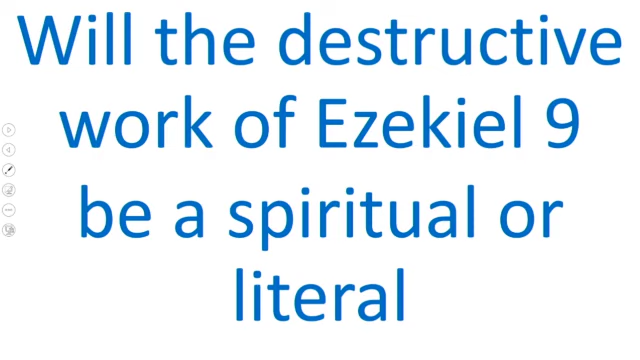 Will the destructive
work of Ezekiel 9
be a spiritual or
literal